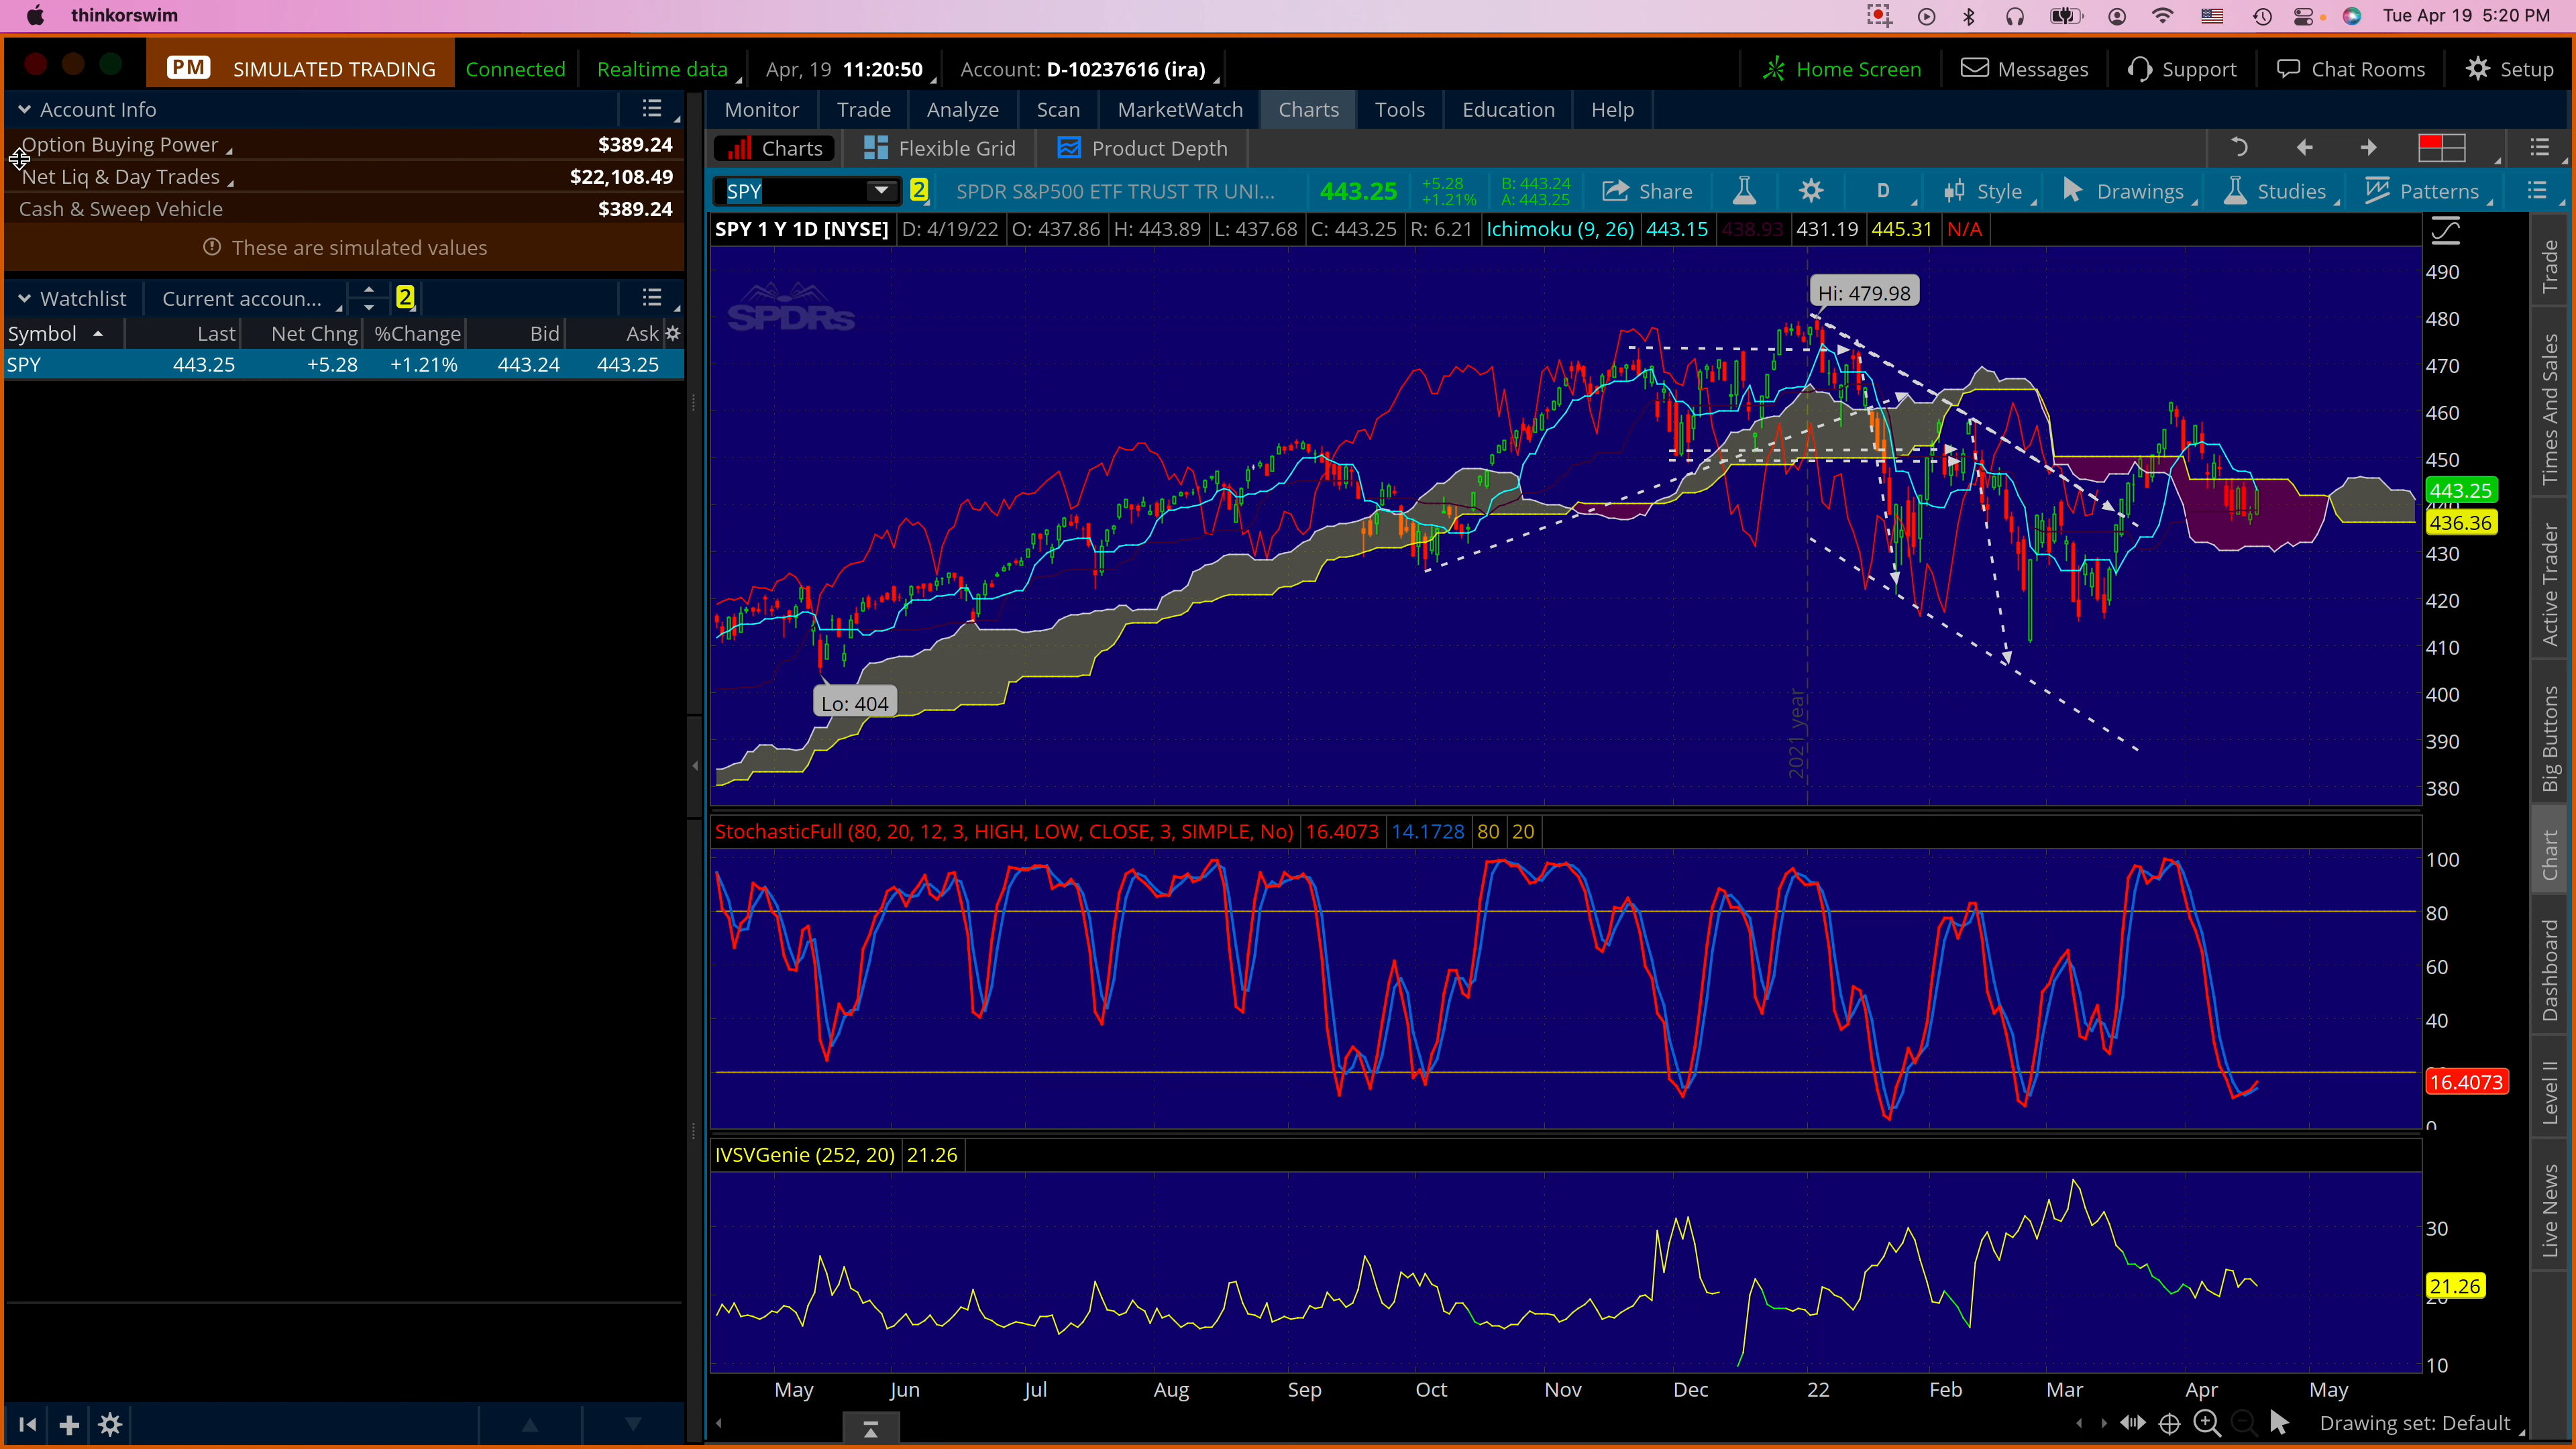 thinkorswim
Tue Apr 19 5:20 PM
PM SIMULATED TRADING Connected Realtime data Apr, 19 11:20:50 Account: D-10237616 (ira)
Home Screen Messages Support Chat Rooms Setup
Account Info
Option Buying Power $389.24
Net Liq & Day Trades $22,108.49
Cash & Sweep Vehicle $389.24
These are simulated values
Watchlist Current accoun... 2
Symbol Last Net Chng %Change Bid Ask
SPY 443.25 +5.28 +1.21% 443.24 443.25
Monitor Trade Analyze Scan MarketWatch Charts Tools Education Help
Charts Flexible Grid Product Depth
SPY 2 SPDR S&P500 ETF TRUST TR UNI... 443.25
+5.28
+1.21%
B: 443.24
A: 443.25
Share D Style Drawings Studies Patterns
SPY 1 Y 1D [NYSE] D: 4/19/22 O: 437.86 H: 443.89 L: 437.68 C: 443.25 R: 6.21 Ichimoku (9, 26) 443.15 438.93 431.19 445.31 N/A
SPDRs
Hi: 479.98
Lo: 404
2021 year
490
480
470
460
450
443.25
436.36
430
420
410
400
390
380
StochasticFull (80, 20, 12, 3, HIGH, LOW, CLOSE, 3, SIMPLE, No) 16.4073 14.1728 80 20
100
80
60
40
16.4073
0
IVSVGenie (252, 20) 21.26
30
21.26
20
10
May Jun Jul Aug Sep Oct Nov Dec 22 Feb Mar Apr May
Drawing set: Default
Trade
Times And Sales
Active Trader
Big Buttons
Chart
Dashboard
Level II
Live News